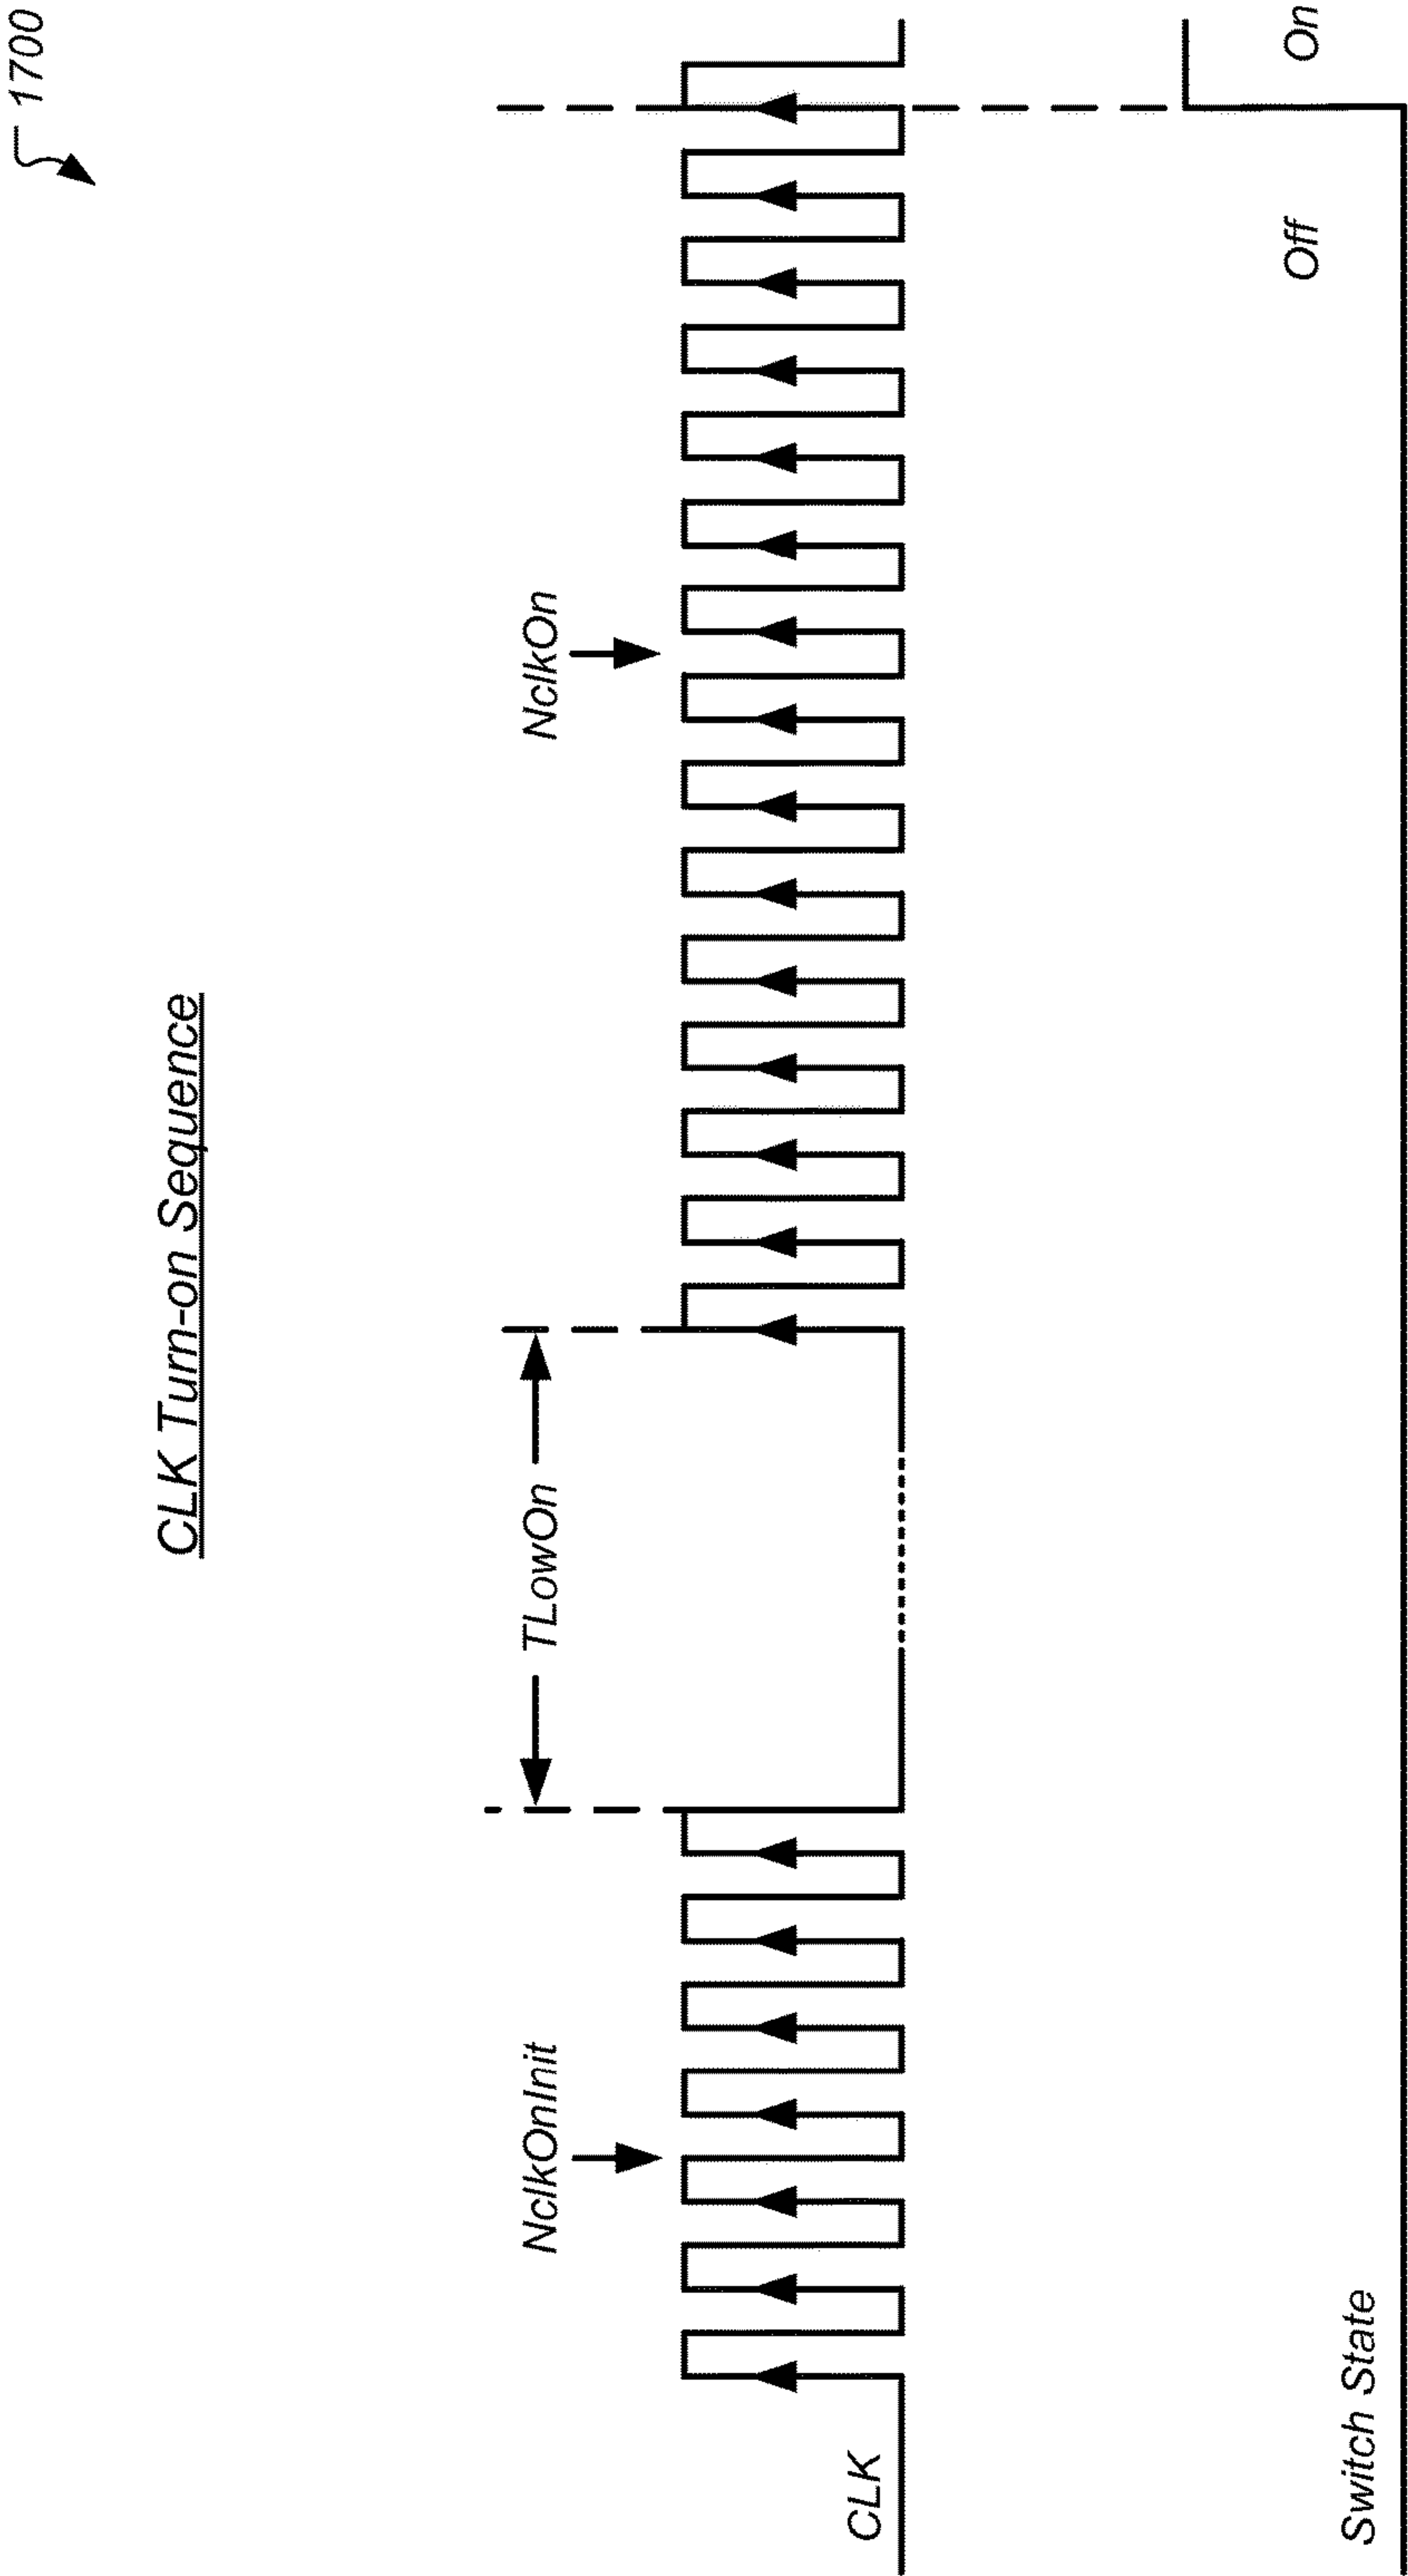 1700
CLK Turn-on Sequence
NclkOnInit
TLowOn
NclkOn
CLK
Switch State
Off
On